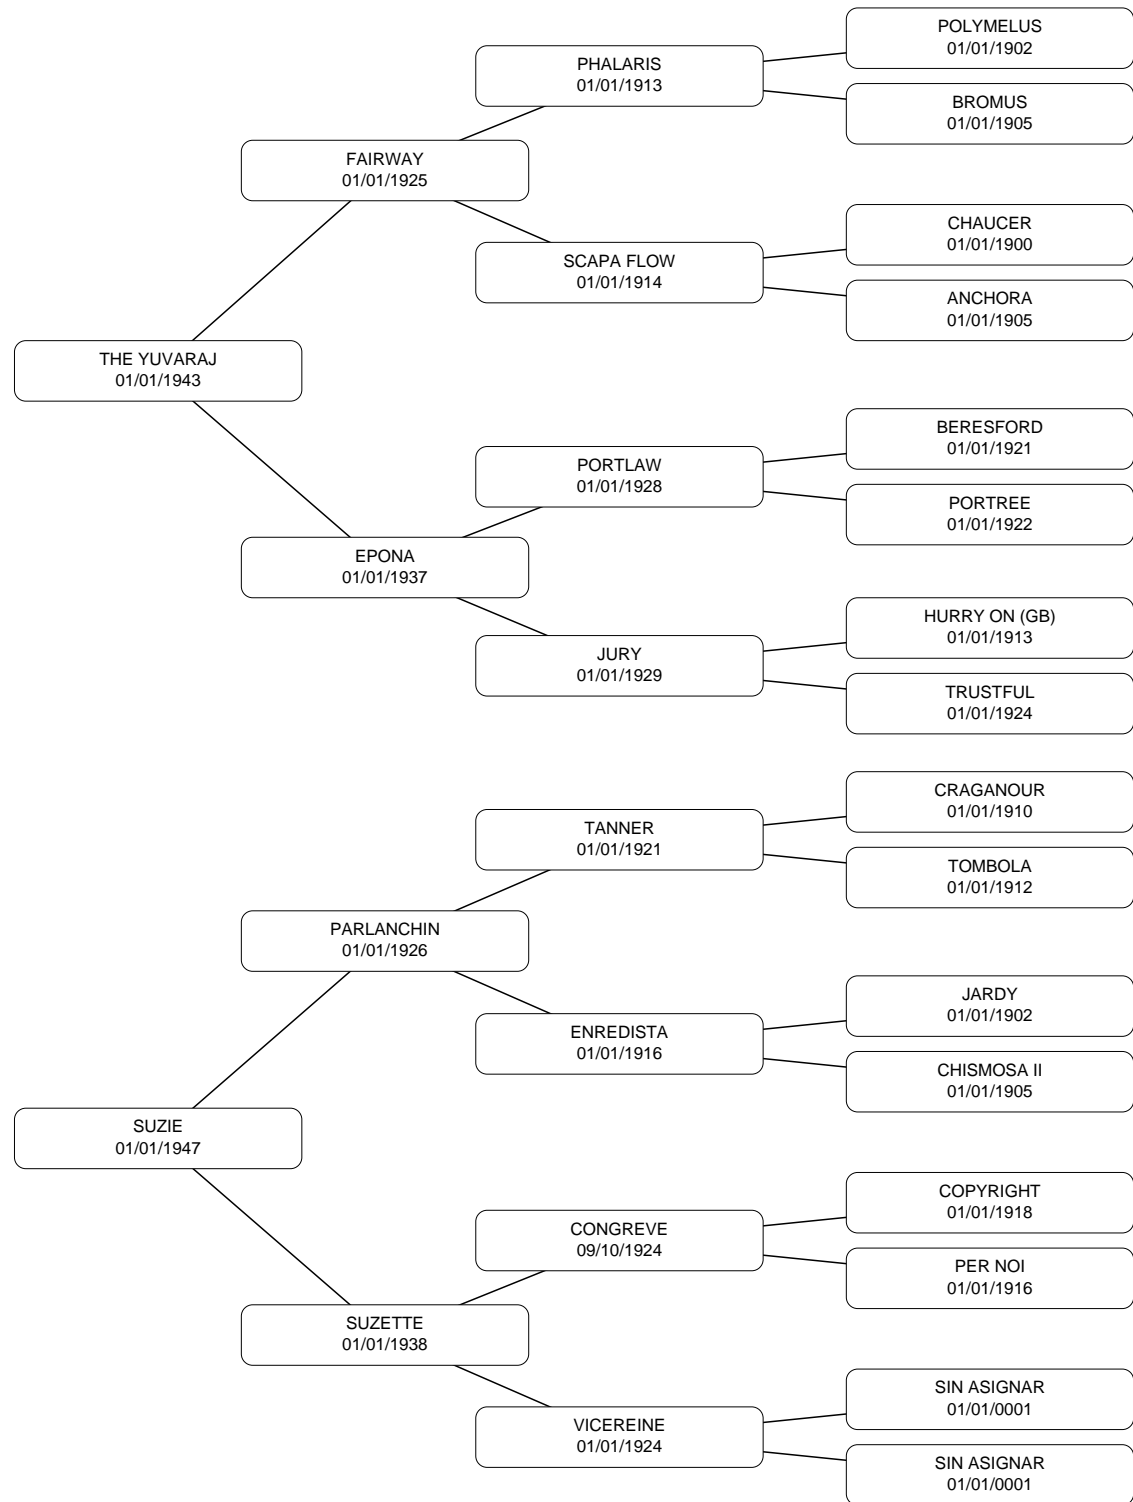 POLYMELUS
01/01/1902
PHALARIS
01/01/1913
BROMUS
01/01/1905
FAIRWAY
01/01/1925
CHAUCER
01/01/1900
SCAPA FLOW
01/01/1914
ANCHORA
01/01/1905
THE YUVARAJ
01/01/1943
BERESFORD
01/01/1921
PORTLAW
01/01/1928
PORTREE
01/01/1922
EPONA
01/01/1937
HURRY ON (GB)
01/01/1913
JURY
01/01/1929
TRUSTFUL
01/01/1924
CRAGANOUR
01/01/1910
TANNER
01/01/1921
TOMBOLA
01/01/1912
PARLANCHIN
01/01/1926
JARDY
01/01/1902
ENREDISTA
01/01/1916
CHISMOSA II
01/01/1905
SUZIE
01/01/1947
COPYRIGHT
01/01/1918
CONGREVE
09/10/1924
PER NOI
01/01/1916
SUZETTE
01/01/1938
SIN ASIGNAR
01/01/0001
VICEREINE
01/01/1924
SIN ASIGNAR
01/01/0001